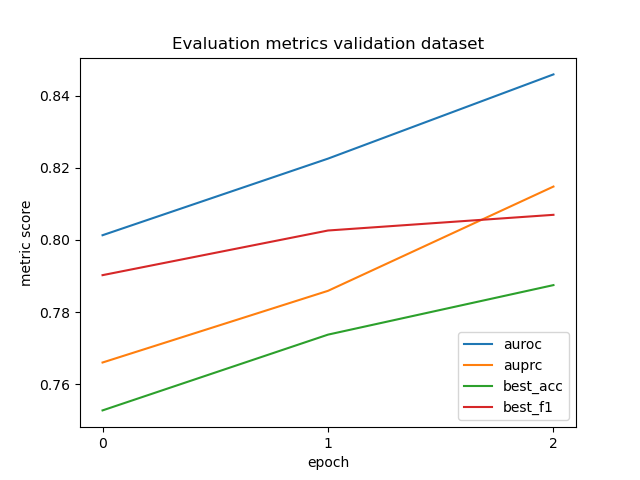 Evaluation metrics validation dataset
metric score
0.84
0.82
0.80
0.78
0.76
auroc
auprc
best_acc
best_f1
0
1
2
epoch